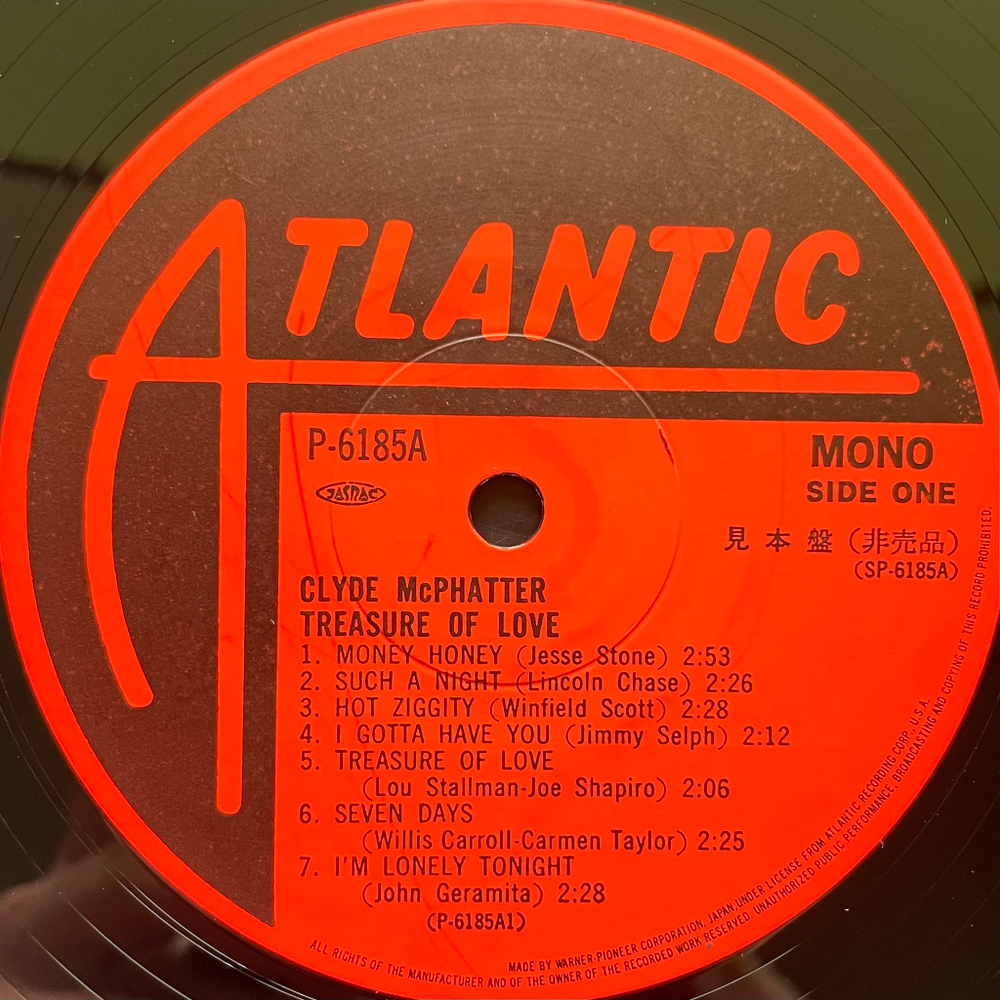 ATLANTIC
P-6185A
MONO
JASRAC
SIDE ONE
見本盤(非売品)
(SP-6185A)
CLYDE McPHATTER
TREASURE OF LOVE
1. MONEY HONEY (Jesse Stone) 2:53
2. SUCH A NIGHT (Lincoln Chase) 2:26
3. HOT ZIGGITY (Winfield Scott) 2:28
4. I GOTTA HAVE YOU (Jimmy Selph) 2:12
5. TREASURE OF LOVE
(Lou Stallman-Joe Shapiro) 2:06
6. SEVEN DAYS
(Willis Carroll-Carmen Taylor) 2:25
7. I'M LONELY TONIGHT
(John Geramita) 2:28
(P-6185A1)
MADE BY WARNER-PIONEER CORPORATION, JAPAN, UNDER LICENSE FROM ATLANTIC RECORDING CORP., U.S.A.
ALL RIGHTS OF THE MANUFACTURER AND OF THE OWNER OF THE RECORDED WORK RESERVED. UNAUTHORIZED PUBLIC PERFORMANCE, BROADCASTING AND COPYING OF THIS RECORD PROHIBITED.